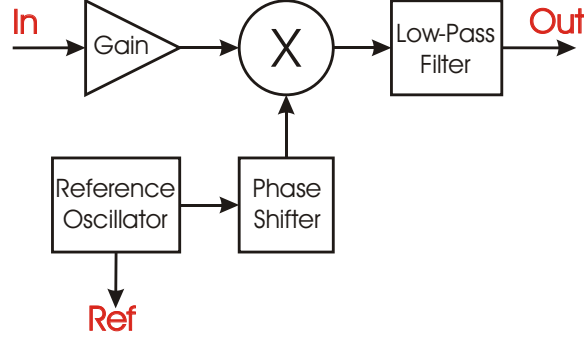 In
Gain
X
Low-Pass
Filter
Out
Reference
Oscillator
Phase
Shifter
Ref